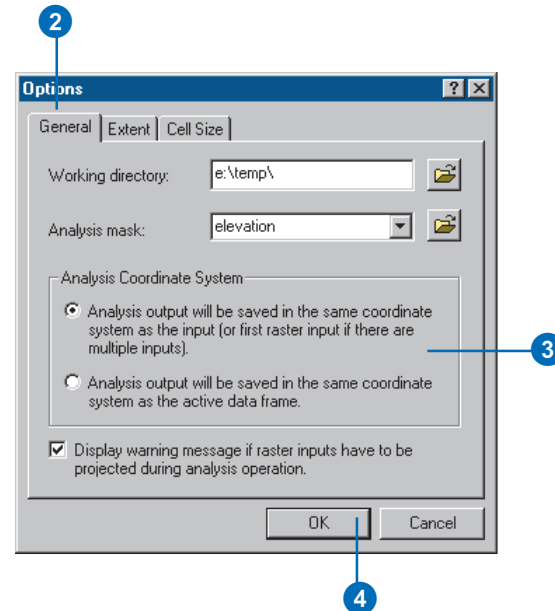 2
Options
General Extent Cell Size
Working directory: e:\temp\
Analysis mask: elevation
Analysis Coordinate System
Analysis output will be saved in the same coordinate
system as the input (or first raster input if there are
multiple inputs).
3
Analysis output will be saved in the same coordinate
system as the active data frame.
Display warning message if raster inputs have to be
projected during analysis operation.
OK Cancel
4